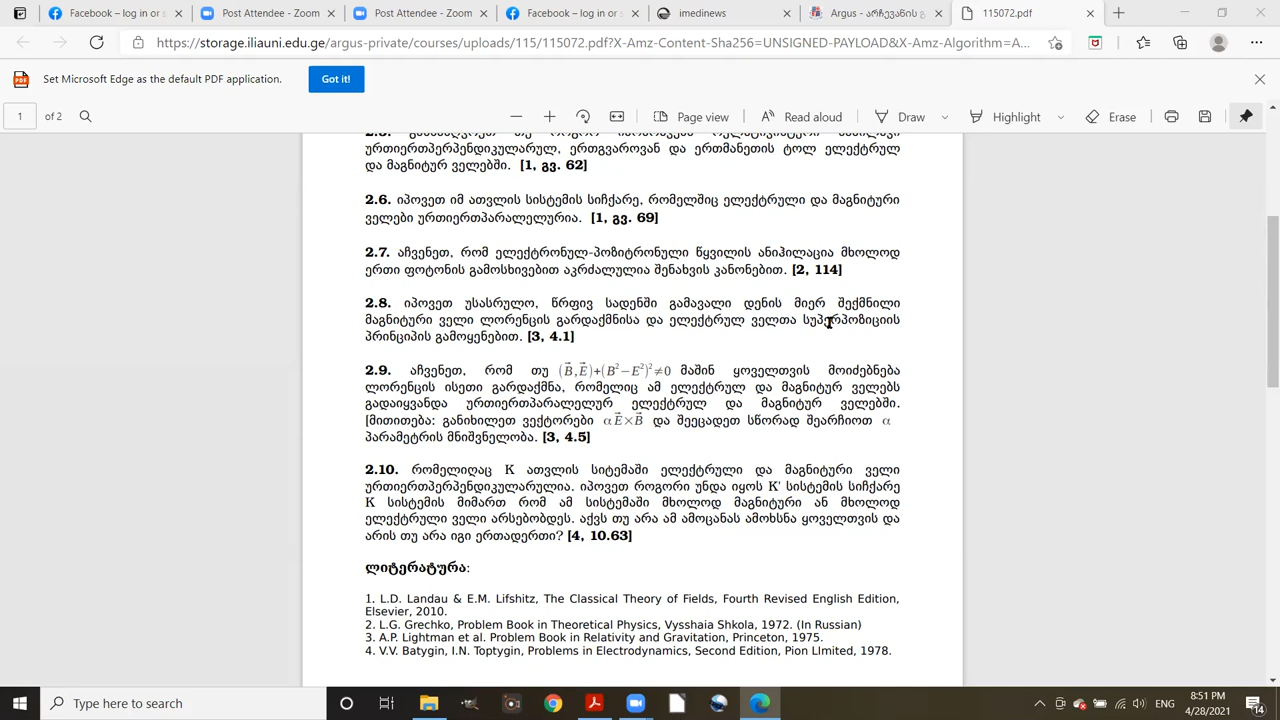 Facebook – log in or s
Post Attendee - Zoom
Post Attendee - Zoom
Facebook – log in or s
imedinews
Argus - არჩევანის გ
115072.pdf
https://storage.iliauni.edu.ge/argus-private/courses/uploads/115/115072.pdf?X-Amz-Content-Sha256=UNSIGNED-PAYLOAD&X-Amz-Algorithm=A...
Set Microsoft Edge as the default PDF application.
Got it!
1 of 2
Page view
Read aloud
Draw
Highlight
Erase
ურთიერთპერპენდიკულარულ, ერთგვაროვან და ერთმანეთის ტოლ ელექტრულ
და მაგნიტურ ველებში. [1, გვ. 62]
2.6. იპოვეთ იმ ათვლის სისტემის სიჩქარე, რომელშიც ელექტრული და მაგნიტური
ველები ურთიერთპარალელურია. [1, გვ. 69]
2.7. აჩვენეთ, რომ ელექტრონულ-პოზიტრონული წყვილის ანიჰილაცია მხოლოდ
ერთი ფოტონის გამოსხივებით აკრძალულია შენახვის კანონებით. [2, 114]
2.8. იპოვეთ უსასრულო, წრფივ სადენში გამავალი დენის მიერ შექმნილი
მაგნიტური ველი ლორენცის გარდაქმნისა და ელექტრულ ველთა სუპერპოზიციის
პრინციპის გამოყენებით. [3, 4.1]
2.9. აჩვენეთ, რომ თუ (B⃗,E⃗)+(B²−E²)²≠0 მაშინ ყოველთვის მოიძებნება
ლორენცის ისეთი გარდაქმნა, რომელიც ამ ელექტრულ და მაგნიტურ ველებს
გადაიყვანდა ურთიერთპარალელურ ელექტრულ და მაგნიტურ ველებში.
[მითითება: განიხილეთ ვექტორები αE⃗×B⃗ და შეეცადეთ სწორად შეარჩიოთ α
პარამეტრის მნიშვნელობა. [3, 4.5]
2.10. რომელიღაც K ათვლის სიტემაში ელექტრული და მაგნიტური ველი
ურთიერთპერპენდიკულარულია. იპოვეთ როგორი უნდა იყოს K' სისტემის სიჩქარე
K სისტემის მიმართ რომ ამ სისტემაში მხოლოდ მაგნიტური ან მხოლოდ
ელექტრული ველი არსებობდეს. აქვს თუ არა ამ ამოცანას ამოხსნა ყოველთვის და
არის თუ არა იგი ერთადერთი? [4, 10.63]
ლიტერატურა:
1. L.D. Landau & E.M. Lifshitz, The Classical Theory of Fields, Fourth Revised English Edition,
Elsevier, 2010.
2. L.G. Grechko, Problem Book in Theoretical Physics, Vysshaia Shkola, 1972. (In Russian)
3. A.P. Lightman et al. Problem Book in Relativity and Gravitation, Princeton, 1975.
4. V.V. Batygin, I.N. Toptygin, Problems in Electrodynamics, Second Edition, Pion LImited, 1978.
Type here to search
ENG
8:51 PM
4/28/2021
14